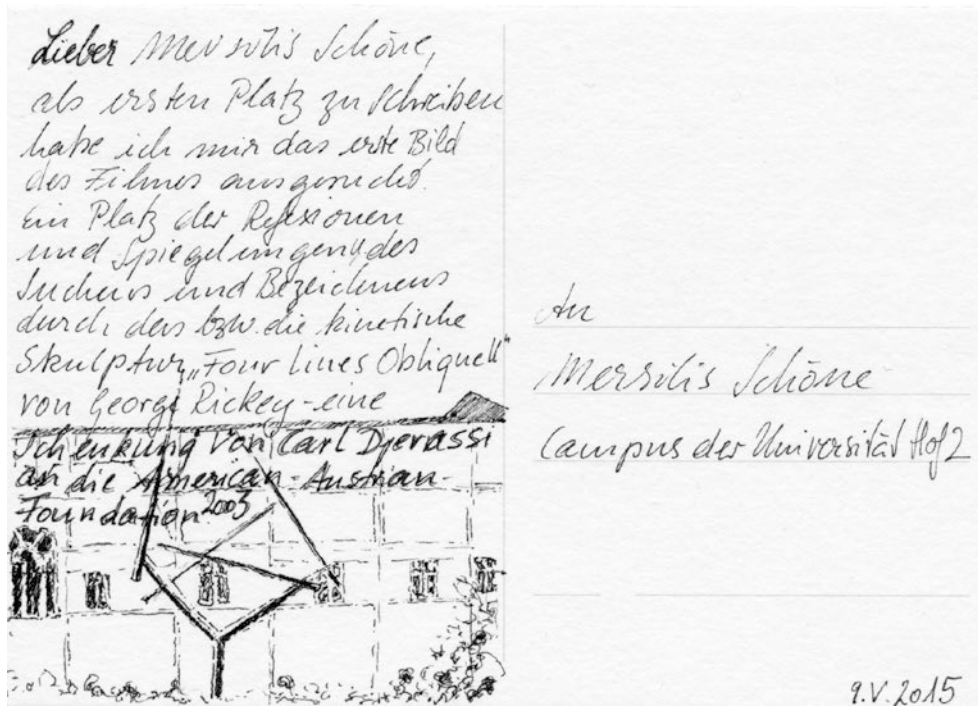 Lieber Mersolis Schöne,
als ersten Platz zu schreiben
habe ich mir das erste Bild
des Filmes ausgesucht.
Ein Platz der Reflexionen
und Spiegelungen, des
Suchens und Bezeichnens
durch den bzw. die kinetische
Skulptur „Four Lines Oblique II“
von George Rickey - eine
Schenkung von Carl Djerassi
an die American-Austrian-
Foundation 2003
An
Mersolis Schöne
Campus der Universität Hof 2
9.V.2015